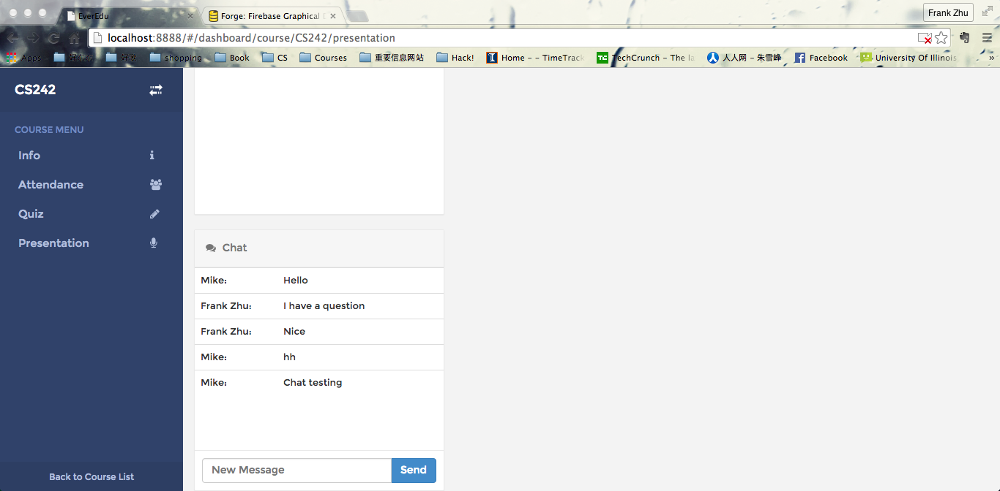 EverEdu
Forge: Firebase Graphical
Frank Zhu
localhost:8888/#/dashboard/course/CS242/presentation
Apps
shopping
Book
CS
Courses
重要信息网站
Hack!
Home - - TimeTrack
TechCrunch - The la
人人网 - 朱雪峰
Facebook
University Of Illinois
»
CS242
COURSE MENU
Info
Attendance
Quiz
Presentation
Back to Course List
Chat
Mike: Hello
Frank Zhu: I have a question
Frank Zhu: Nice
Mike: hh
Mike: Chat testing
New Message Send